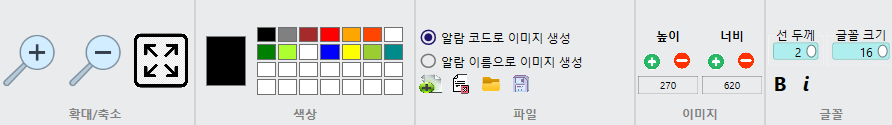 알람 코드로 이미지 생성
알람 이름으로 이미지 생성
높이 너비
270 620
선 두께 글꼴 크기
2 16
B i
확대/축소 색상 파일 이미지 글꼴